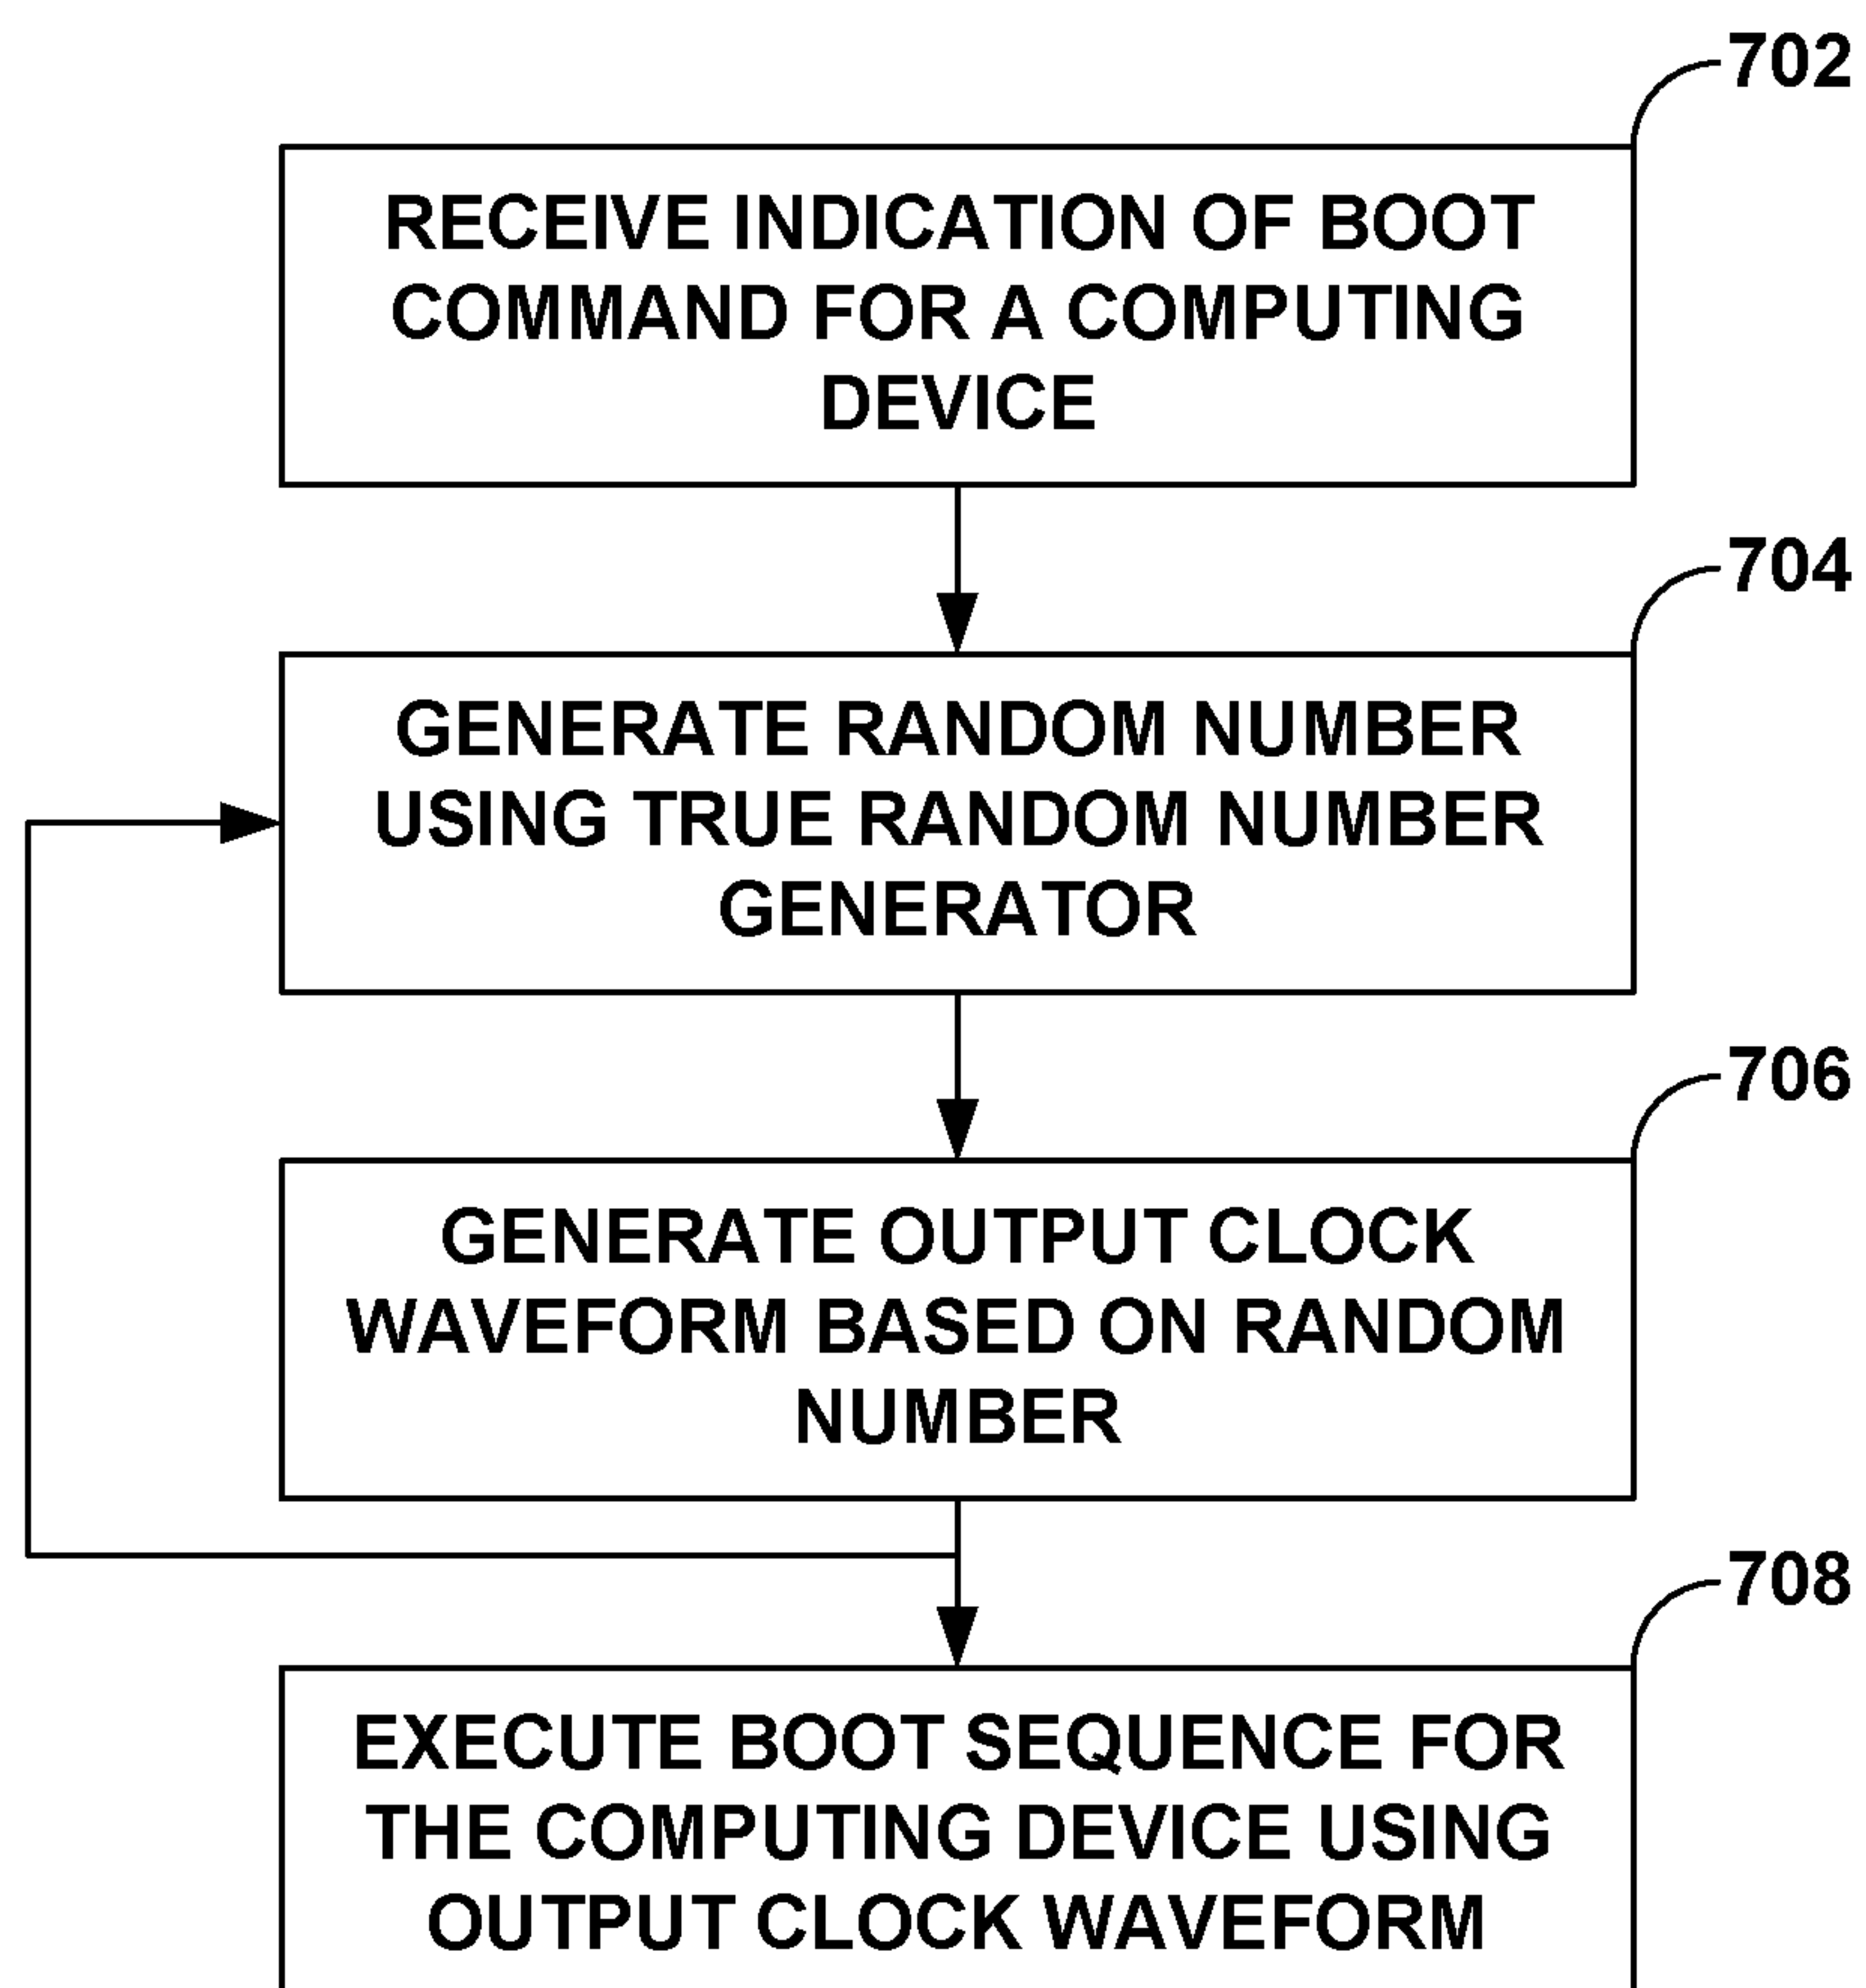 702
RECEIVE INDICATION OF BOOT
COMMAND FOR A COMPUTING
DEVICE
704
GENERATE RANDOM NUMBER
USING TRUE RANDOM NUMBER
GENERATOR
706
GENERATE OUTPUT CLOCK
WAVEFORM BASED ON RANDOM
NUMBER
708
EXECUTE BOOT SEQUENCE FOR
THE COMPUTING DEVICE USING
OUTPUT CLOCK WAVEFORM